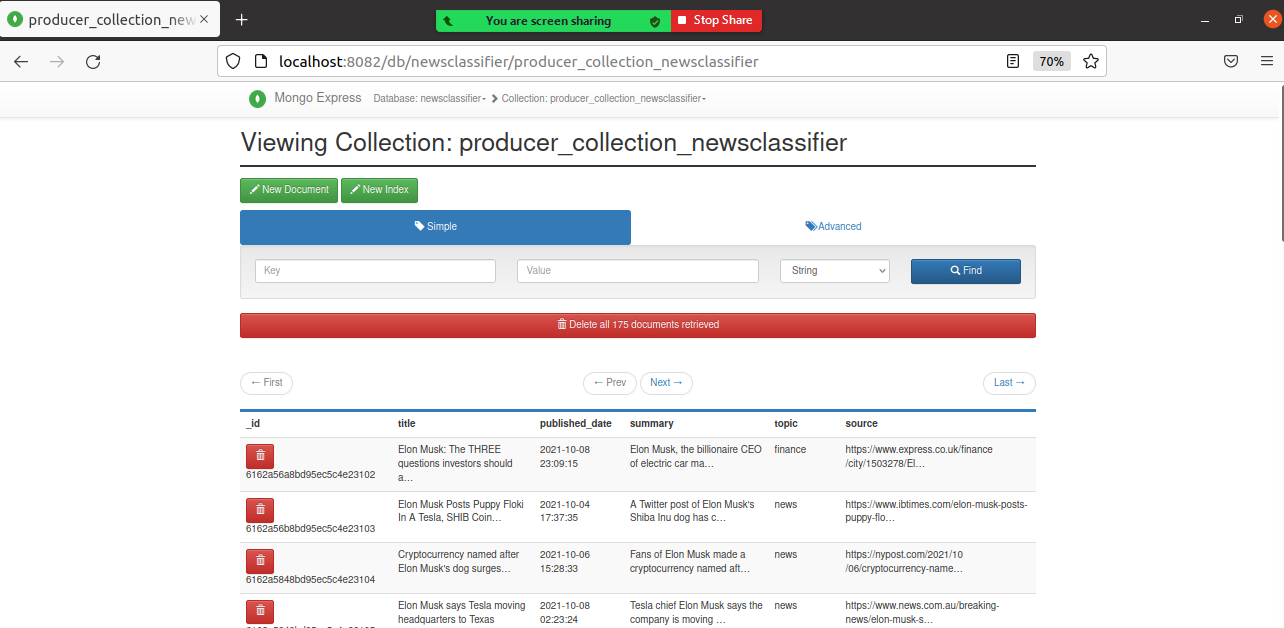 producer_collection_new
You are screen sharing
Stop Share
localhost:8082/db/newsclassifier/producer_collection_newsclassifier
70%
Mongo Express
Database: newsclassifier
Collection: producer_collection_newsclassifier
Viewing Collection: producer_collection_newsclassifier
New Document
New Index
Simple
Advanced
Key
Value
String
Find
Delete all 175 documents retrieved
← First
← Prev
Next →
Last →
_id title published_date summary topic source
Elon Musk: The THREE 2021-10-08 Elon Musk, the billionaire CEO finance https://www.express.co.uk/finance
questions investors should 23:09:15 of electric car ma... /city/1503278/El...
6162a56a8bd95ec5c4e23102 a...
Elon Musk Posts Puppy Floki 2021-10-04 A Twitter post of Elon Musk's news https://www.ibtimes.com/elon-musk-posts-
In A Tesla, SHIB Coin... 17:37:35 Shiba Inu dog has c... puppy-flo...
6162a56b8bd95ec5c4e23103
Cryptocurrency named after 2021-10-06 Fans of Elon Musk made a news https://nypost.com/2021/10
Elon Musk's dog surges... 15:28:33 cryptocurrency named aft... /06/cryptocurrency-name...
6162a5848bd95ec5c4e23104
Elon Musk says Tesla moving 2021-10-08 Tesla chief Elon Musk says the news https://www.news.com.au/breaking-
headquarters to Texas 02:23:24 company is moving ... news/elon-musk-s...